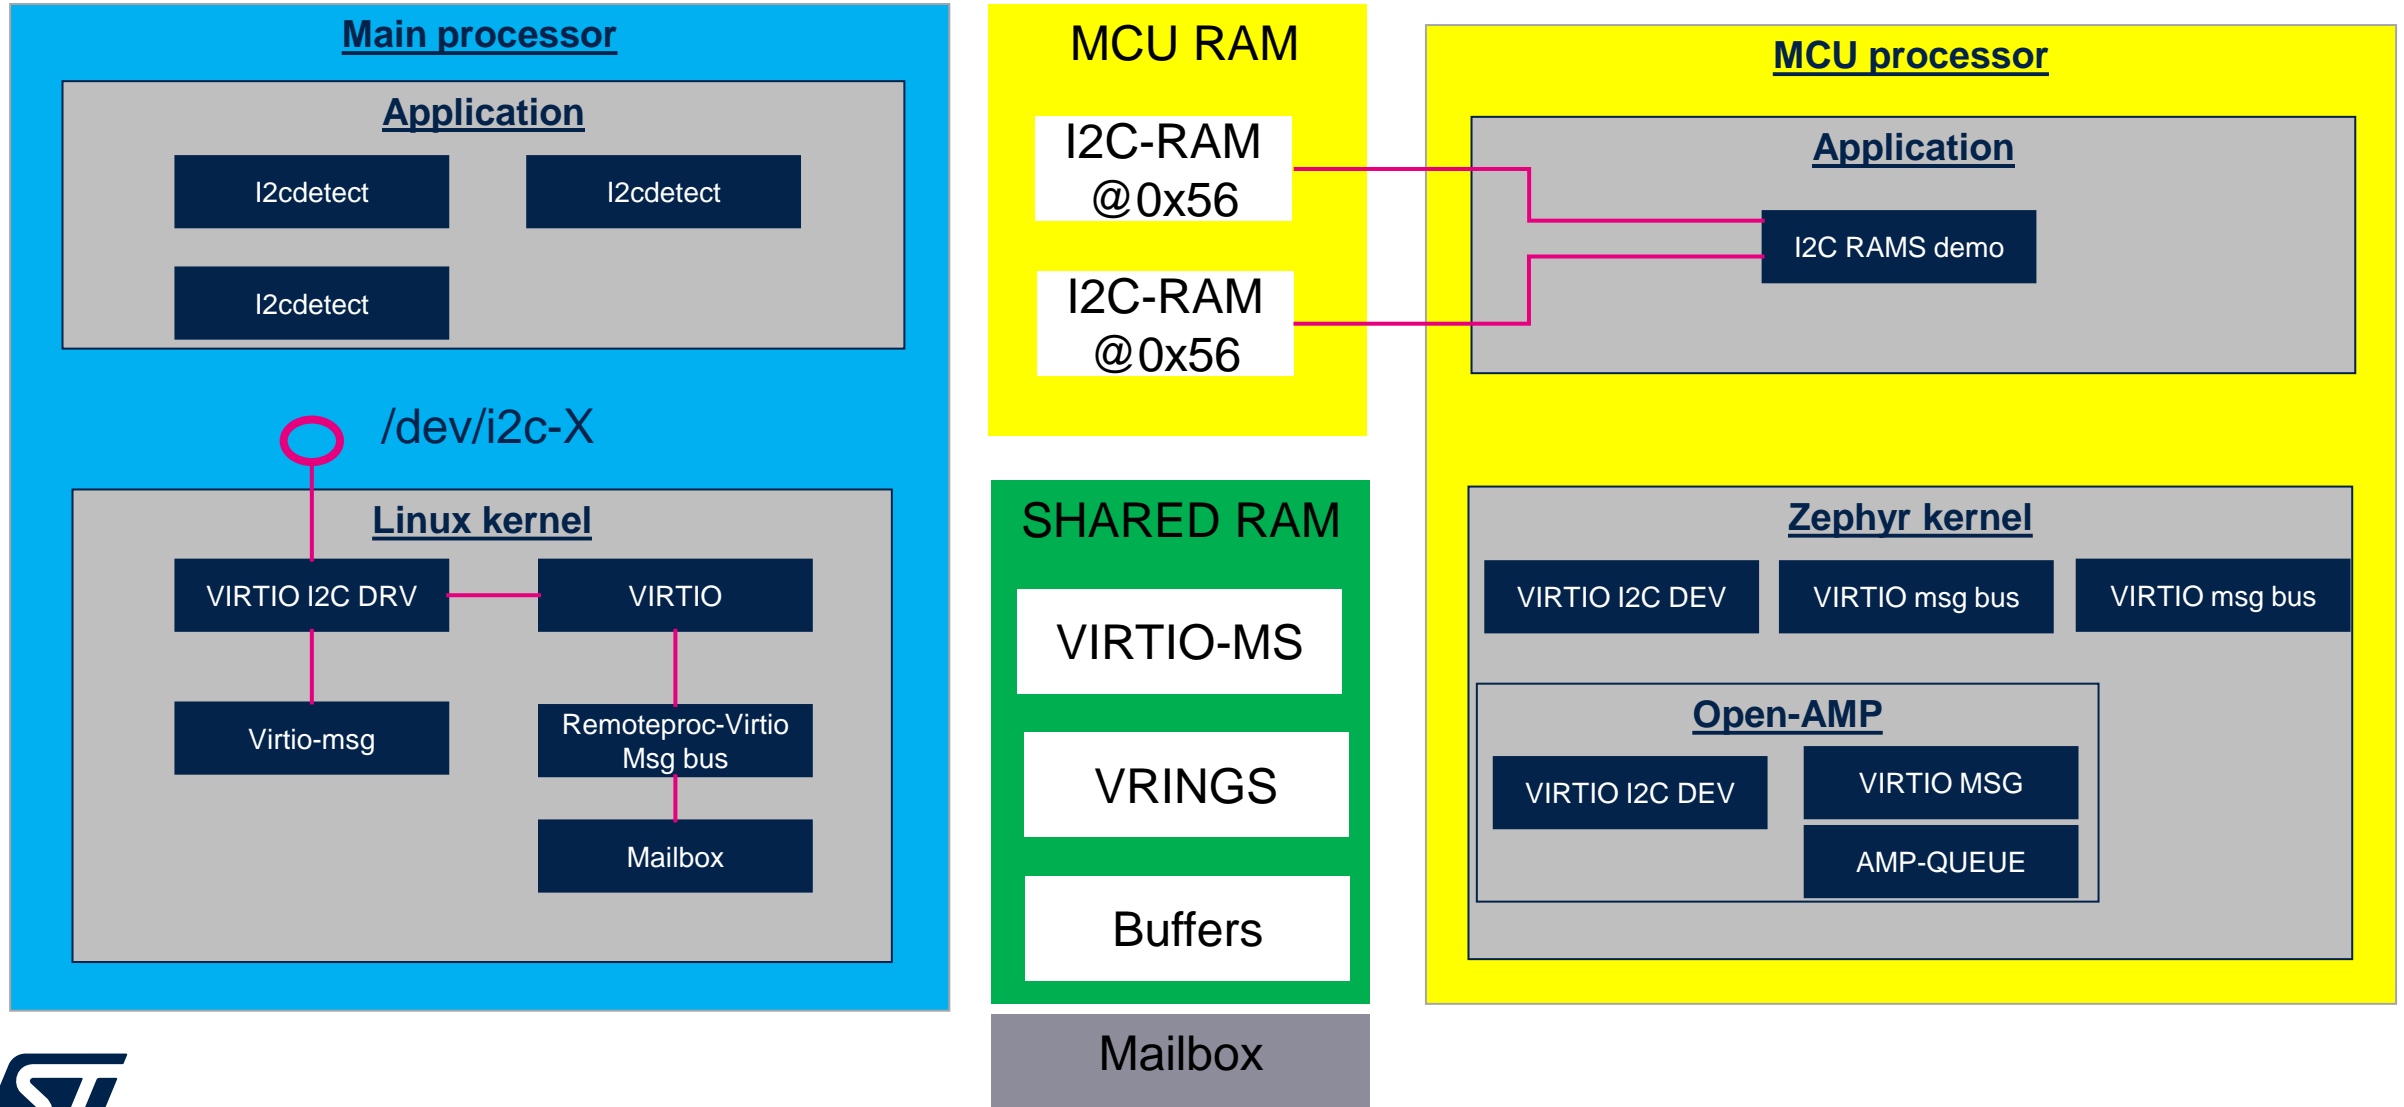 Main processor
Application
I2cdetect
I2cdetect
I2cdetect
/dev/i2c-X
Linux kernel
VIRTIO I2C DRV
VIRTIO
Virtio-msg
Remoteproc-Virtio
Msg bus
Mailbox
MCU RAM
I2C-RAM
@0x56
I2C-RAM
@0x56
SHARED RAM
VIRTIO-MS
VRINGS
Buffers
Mailbox
MCU processor
Application
I2C RAMS demo
Zephyr kernel
VIRTIO I2C DEV
VIRTIO msg bus
VIRTIO msg bus
Open-AMP
VIRTIO I2C DEV
VIRTIO MSG
AMP-QUEUE
ST